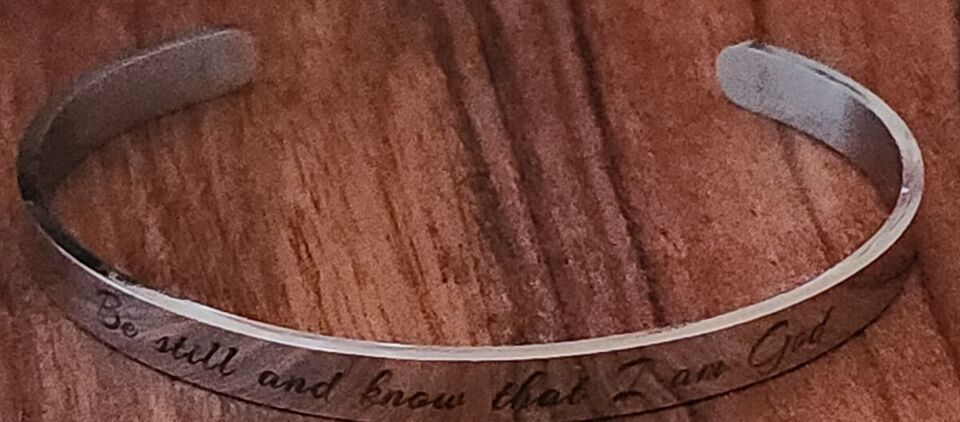 Be still and know that I am God